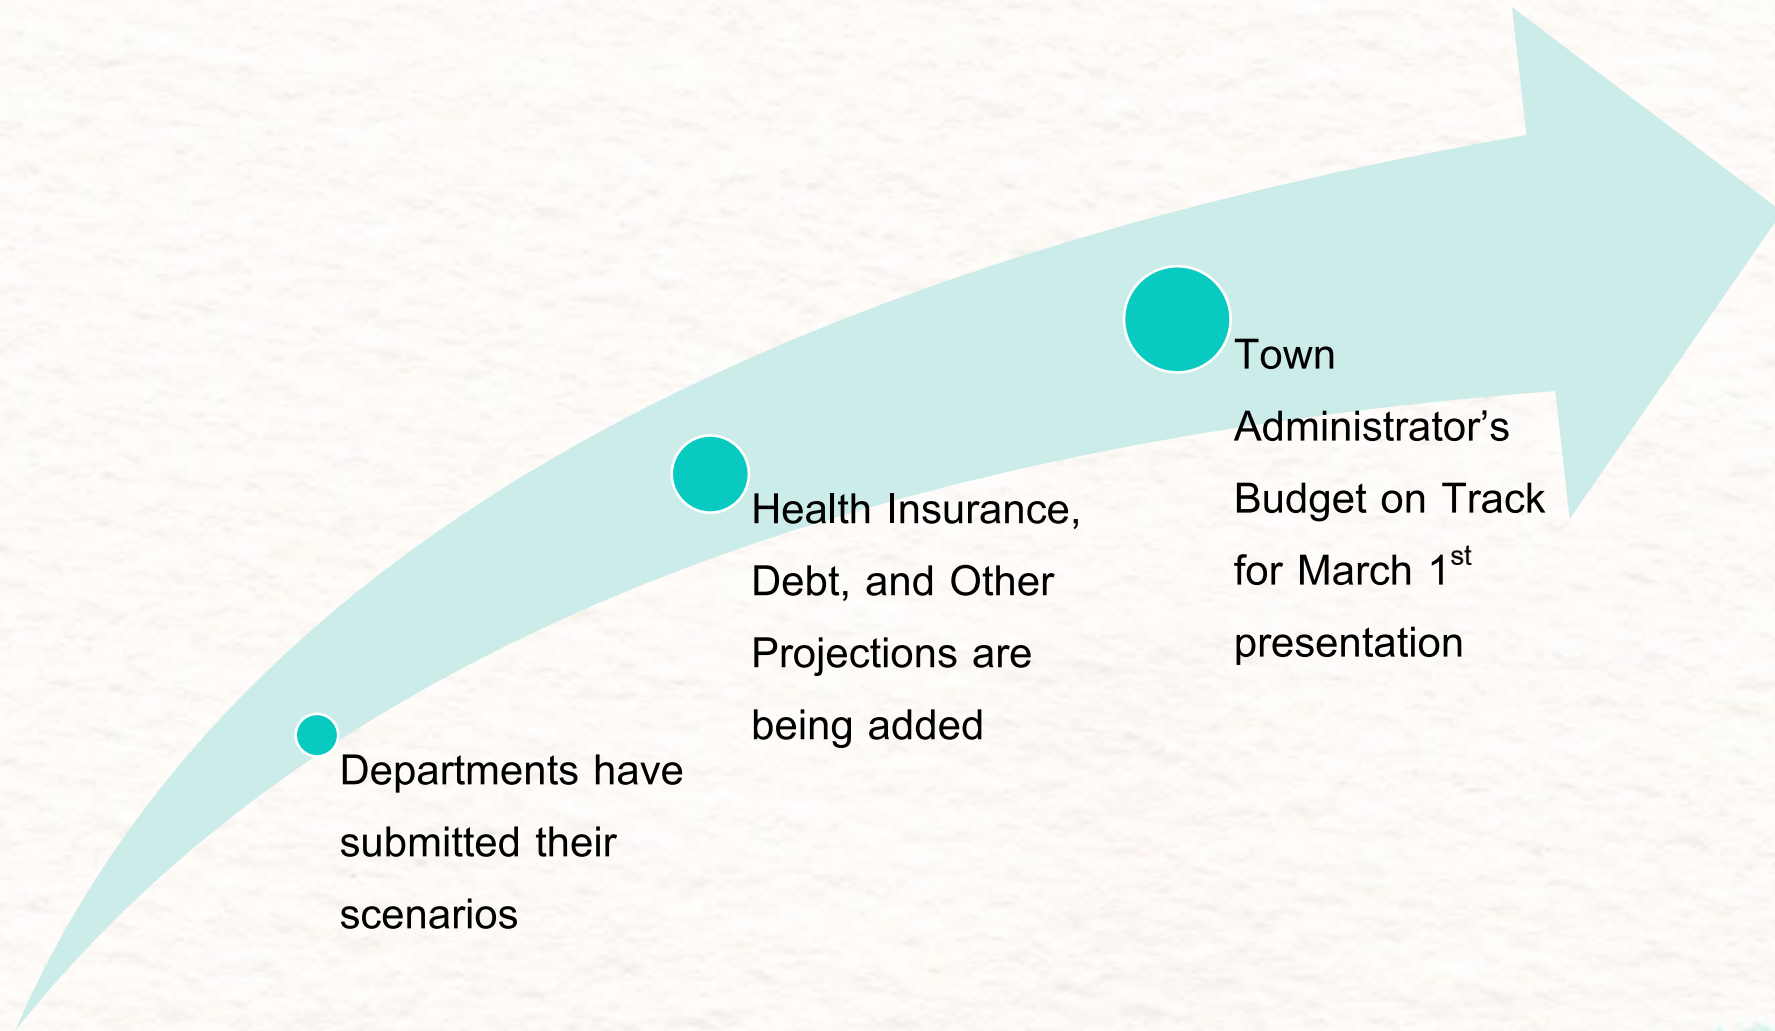 Departments have
submitted their
scenarios
Health Insurance,
Debt, and Other
Projections are
being added
Town
Administrator’s
Budget on Track
for March 1st
presentation